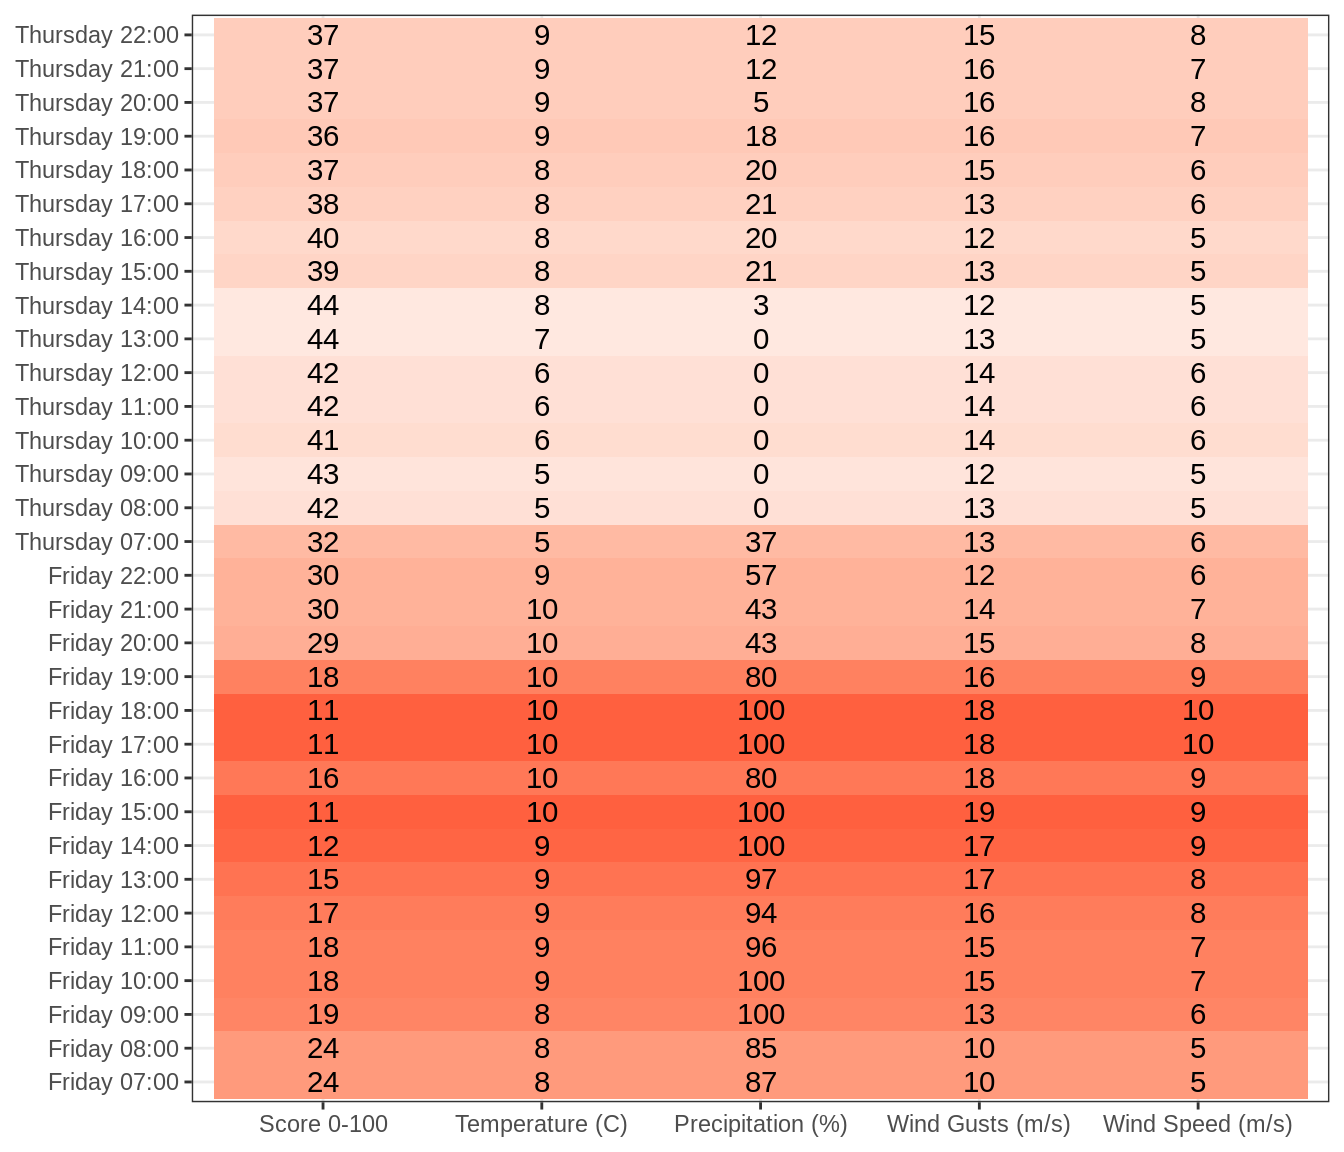 Thursday 22:00 37 9 12 15 8
Thursday 21:00 37 9 12 16 7
Thursday 20:00 37 9 5 16 8
Thursday 19:00 36 9 18 16 7
Thursday 18:00 37 8 20 15 6
Thursday 17:00 38 8 21 13 6
Thursday 16:00 40 8 20 12 5
Thursday 15:00 39 8 21 13 5
Thursday 14:00 44 8 3 12 5
Thursday 13:00 44 7 0 13 5
Thursday 12:00 42 6 0 14 6
Thursday 11:00 42 6 0 14 6
Thursday 10:00 41 6 0 14 6
Thursday 09:00 43 5 0 12 5
Thursday 08:00 42 5 0 13 5
Thursday 07:00 32 5 37 13 6
Friday 22:00 30 9 57 12 6
Friday 21:00 30 10 43 14 7
Friday 20:00 29 10 43 15 8
Friday 19:00 18 10 80 16 9
Friday 18:00 11 10 100 18 10
Friday 17:00 11 10 100 18 10
Friday 16:00 16 10 80 18 9
Friday 15:00 11 10 100 19 9
Friday 14:00 12 9 100 17 9
Friday 13:00 15 9 97 17 8
Friday 12:00 17 9 94 16 8
Friday 11:00 18 9 96 15 7
Friday 10:00 18 9 100 15 7
Friday 09:00 19 8 100 13 6
Friday 08:00 24 8 85 10 5
Friday 07:00 24 8 87 10 5
Score 0-100 Temperature (C) Precipitation (%) Wind Gusts (m/s) Wind Speed (m/s)